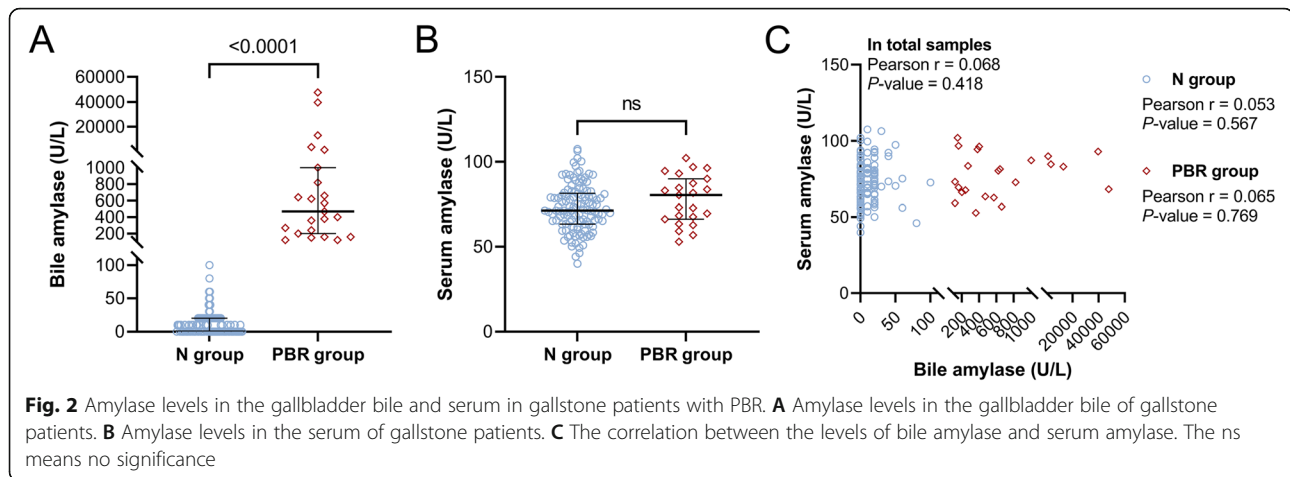 A
<0.0001
Bile amylase (U/L)
60000
40000
20000
1000
800
600
400
200
100
50
0
N group
PBR group
B
ns
Serum amylase (U/L)
150
100
50
0
N group
PBR group
C
In total samples
Pearson r = 0.068
P-value = 0.418
Serum amylase (U/L)
150
100
50
0
0
50
100
200
400
600
800
1000
20000
40000
60000
Bile amylase (U/L)
N group
Pearson r = 0.053
P-value = 0.567
PBR group
Pearson r = 0.065
P-value = 0.769
Fig. 2 Amylase levels in the gallbladder bile and serum in gallstone patients with PBR. A Amylase levels in the gallbladder bile of gallstone
patients. B Amylase levels in the serum of gallstone patients. C The correlation between the levels of bile amylase and serum amylase. The ns
means no significance